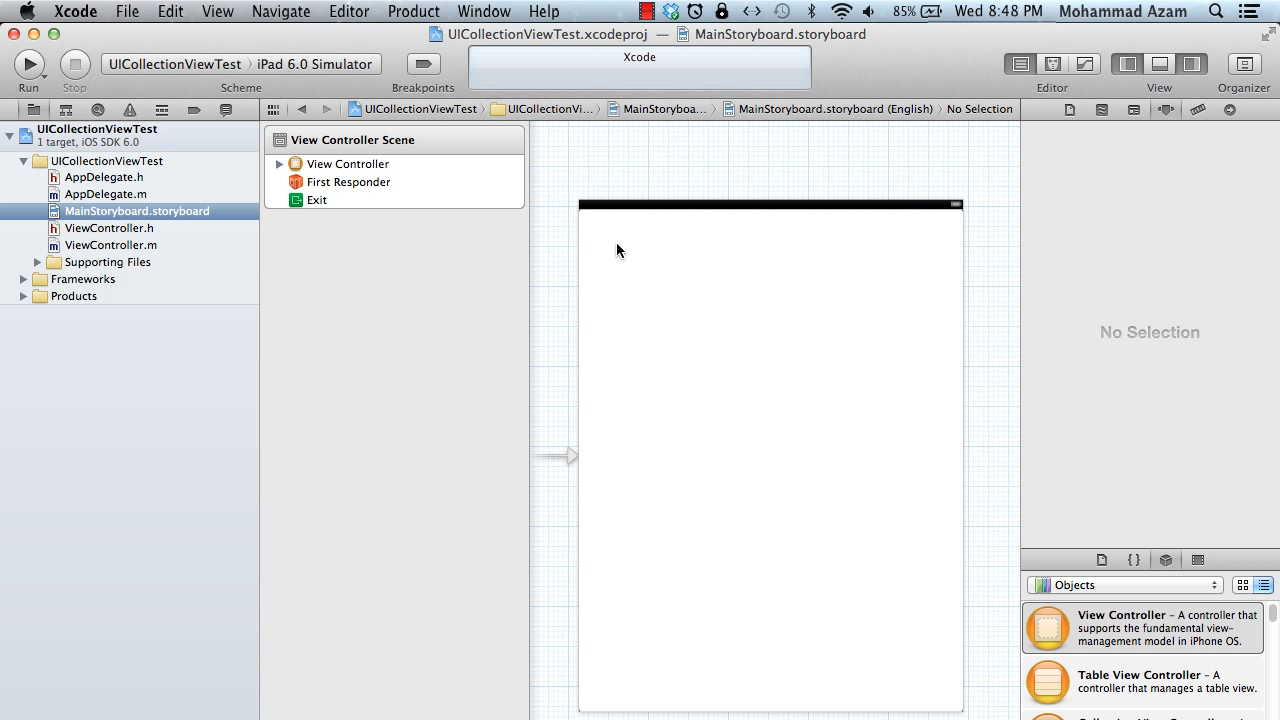 Xcode File Edit View Navigate Editor Product Window Help 85% Wed 8:48 PM Mohammad Azam
UICollectionViewTest.xcodeproj — MainStoryboard.storyboard
UICollectionViewTest › iPad 6.0 Simulator
Xcode
Run Stop Scheme Breakpoints Editor View Organizer
UICollectionViewTest › UICollectionVi... › MainStoryboa... › MainStoryboard.storyboard (English) › No Selection
UICollectionViewTest
1 target, iOS SDK 6.0
UICollectionViewTest
AppDelegate.h
AppDelegate.m
MainStoryboard.storyboard
ViewController.h
ViewController.m
Supporting Files
Frameworks
Products
View Controller Scene
View Controller
First Responder
Exit
No Selection
Objects
View Controller – A controller that
supports the fundamental view-
management model in iPhone OS.
Table View Controller – A
controller that manages a table view.